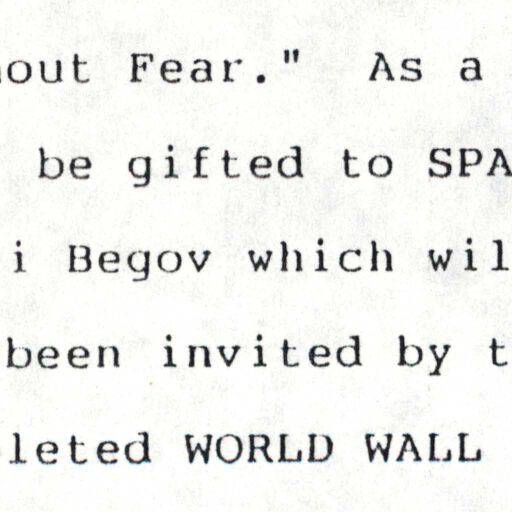 out Fear." As a
be gifted to SPA
i Begov which wil
been invited by t
leted WORLD WALL